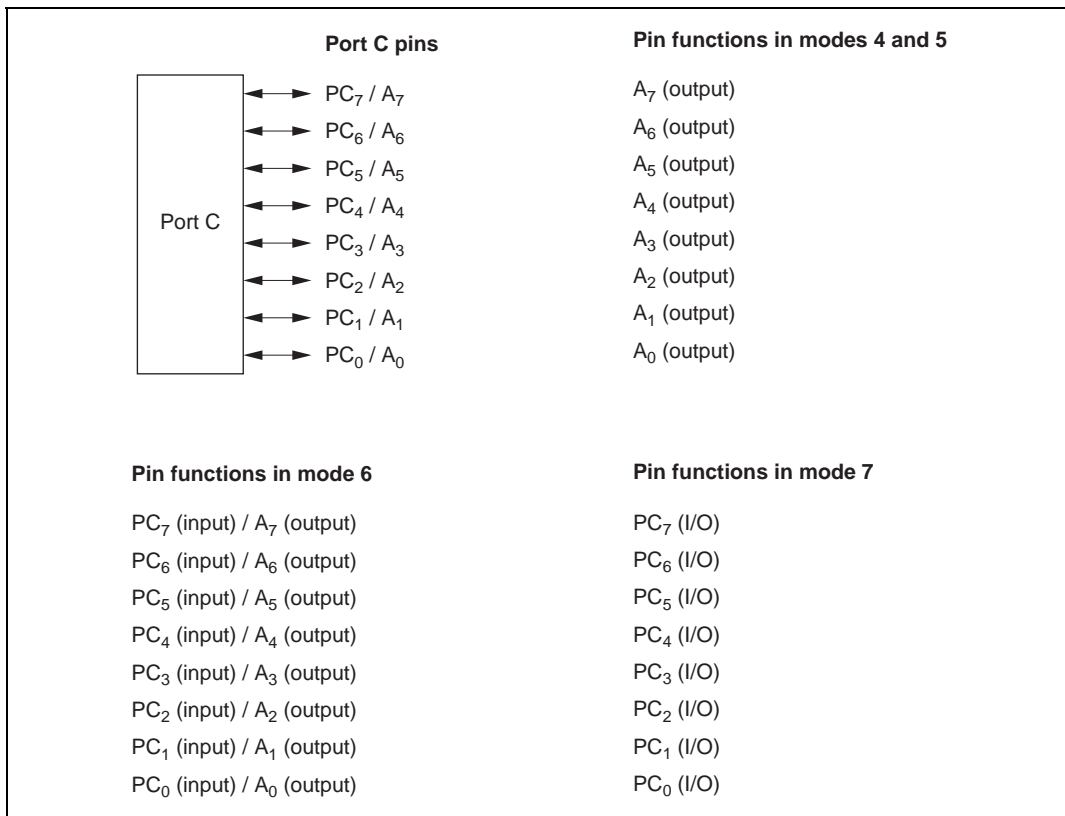 Port C pins
Pin functions in modes 4 and 5
Port C
PC₇ / A₇
A₇ (output)
PC₆ / A₆
A₆ (output)
PC₅ / A₅
A₅ (output)
PC₄ / A₄
A₄ (output)
PC₃ / A₃
A₃ (output)
PC₂ / A₂
A₂ (output)
PC₁ / A₁
A₁ (output)
PC₀ / A₀
A₀ (output)
Pin functions in mode 6
PC₇ (input) / A₇ (output)
PC₆ (input) / A₆ (output)
PC₅ (input) / A₅ (output)
PC₄ (input) / A₄ (output)
PC₃ (input) / A₃ (output)
PC₂ (input) / A₂ (output)
PC₁ (input) / A₁ (output)
PC₀ (input) / A₀ (output)
Pin functions in mode 7
PC₇ (I/O)
PC₆ (I/O)
PC₅ (I/O)
PC₄ (I/O)
PC₃ (I/O)
PC₂ (I/O)
PC₁ (I/O)
PC₀ (I/O)